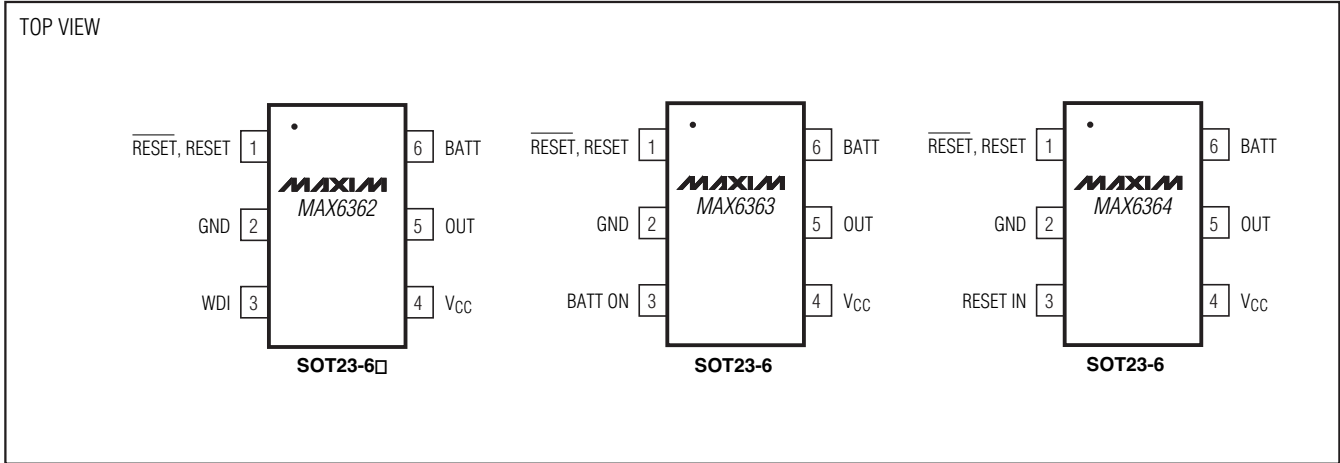 TOP VIEW
RESET, RESET 1
6 BATT
MAXIM
MAX6362
GND 2
5 OUT
WDI 3
4 VCC
SOT23-6□
RESET, RESET 1
6 BATT
MAXIM
MAX6363
GND 2
5 OUT
BATT ON 3
4 VCC
SOT23-6
RESET, RESET 1
6 BATT
MAXIM
MAX6364
GND 2
5 OUT
RESET IN 3
4 VCC
SOT23-6